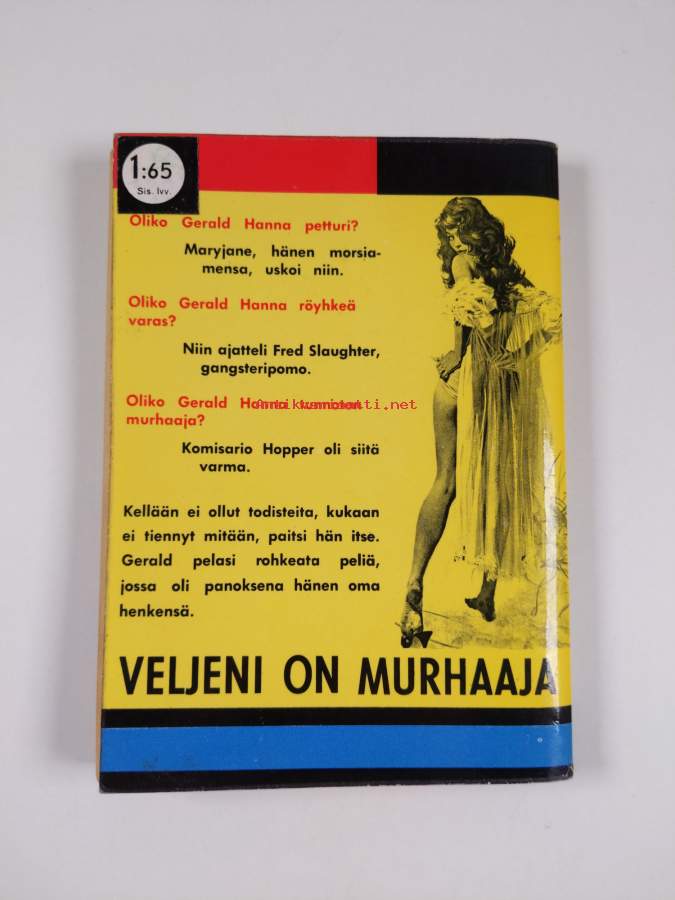 1:65
Sis. lvv.
Oliko Gerald Hanna petturi?
Maryjane, hänen morsia-
mensa, uskoi niin.
Oliko Gerald Hanna röyhkeä
varas?
Niin ajatteli Fred Slaughter,
gangsteripomo.
Oliko Gerald Hanna tunnoton
Antikvariaatti.net
murhaaja?
Komisario Hopper oli siitä
varma.
Kellään ei ollut todisteita, kukaan
ei tiennyt mitään, paitsi hän itse.
Gerald pelasi rohkeata peliä,
jossa oli panoksena hänen oma
henkensä.
VELJENI ON MURHAAJA